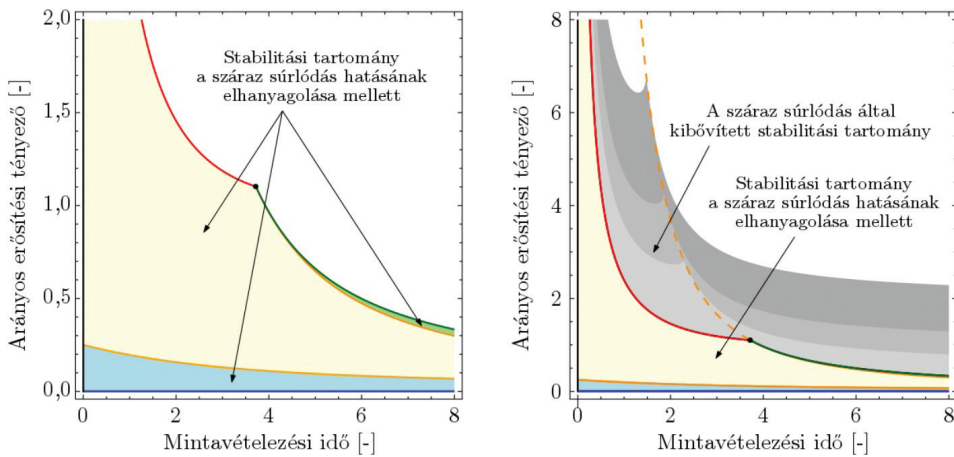 2,0
1,5
1,0
0,5
0,0
Arányos erősítési tényező [-]
Stabilitási tartomány
a száraz súrlódás hatásának
elhanyagolása mellett
0 2 4 6 8
Mintavételezési idő [-]
8
6
4
2
0
Arányos erősítési tényező [-]
A száraz súrlódás által
kibővített stabilitási tartomány
Stabilitási tartomány
a száraz súrlódás hatásának
elhanyagolása mellett
0 2 4 6 8
Mintavételezési idő [-]